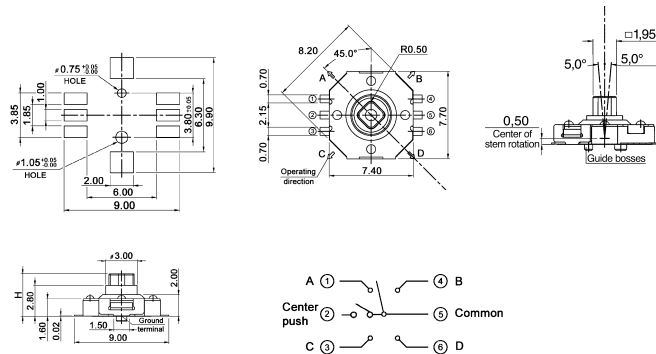 ø0.75 +0.05 -0.00
HOLE
3.85
1.85
1.00
3.80±0.05
6.30
9.90
ø1.05 +0.05 -0.00
HOLE
2.00
6.00
9.00
8.20
45.0°
R0.50
A
B
0.70
2.15
0.70
1
2
3
4
5
6
7.70
C
D
Operating
direction
7.40
□1,95
5,0°
5,0°
0,50
Center of
stem rotation
Guide bosses
ø3.00
H
2.80
1.60
0.02
2.00
1.50
Ground
terminal
9.00
A ① ④ B
Center
push ② ⑤ Common
C ③ ⑥ D